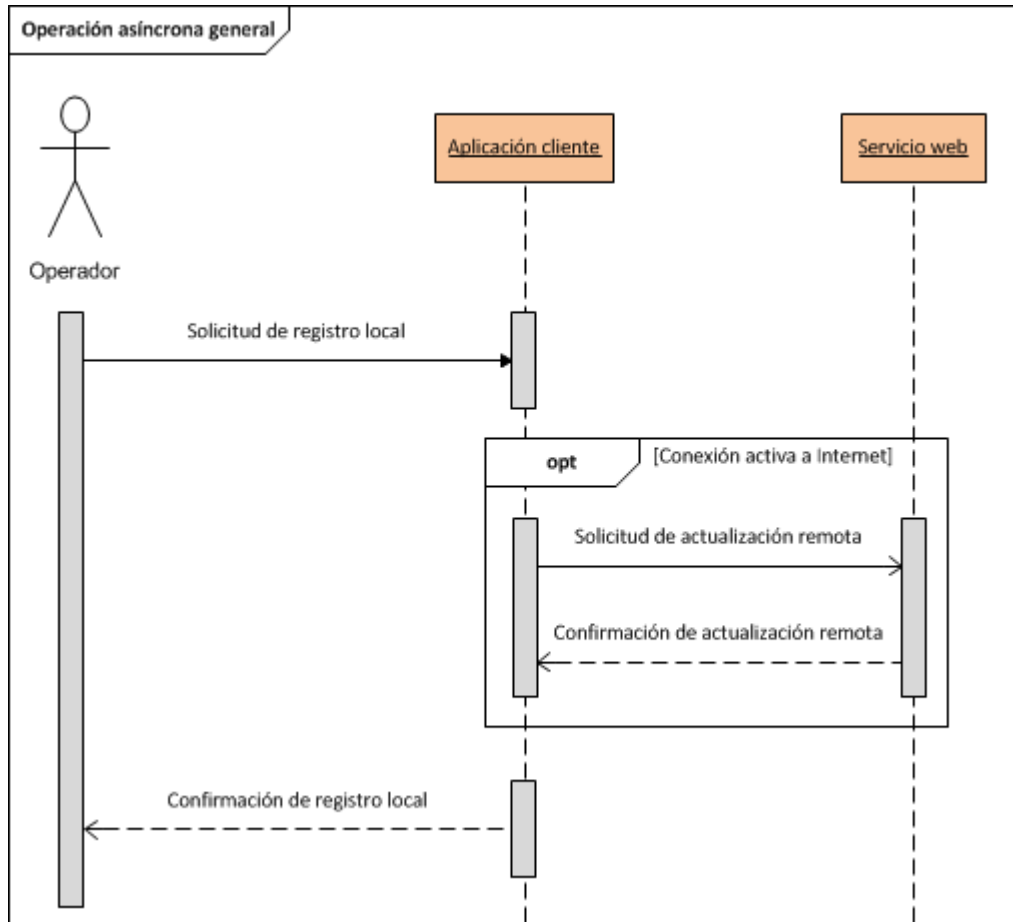 Operación asíncrona general
Aplicación cliente
Servicio web
Operador
Solicitud de registro local
opt
[Conexión activa a Internet]
Solicitud de actualización remota
Confirmación de actualización remota
Confirmación de registro local